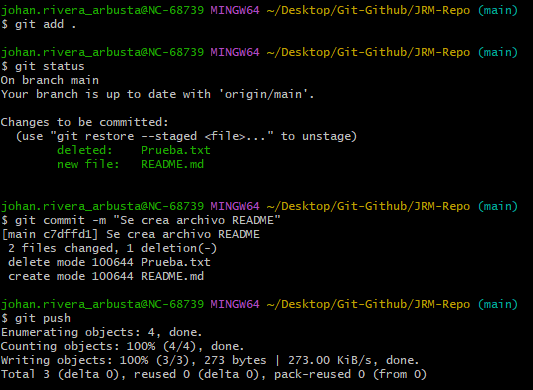 johan.rivera_arbusta@NC-68739 MINGW64 ~/Desktop/Git-Github/JRM-Repo (main)
$ git add .
johan.rivera_arbusta@NC-68739 MINGW64 ~/Desktop/Git-Github/JRM-Repo (main)
$ git status
On branch main
Your branch is up to date with 'origin/main'.
Changes to be committed:
  (use "git restore --staged <file>..." to unstage)
        deleted:    Prueba.txt
        new file:   README.md
johan.rivera_arbusta@NC-68739 MINGW64 ~/Desktop/Git-Github/JRM-Repo (main)
$ git commit -m "Se crea archivo README"
[main c7dffd1] Se crea archivo README
 2 files changed, 1 deletion(-)
 delete mode 100644 Prueba.txt
 create mode 100644 README.md
johan.rivera_arbusta@NC-68739 MINGW64 ~/Desktop/Git-Github/JRM-Repo (main)
$ git push
Enumerating objects: 4, done.
Counting objects: 100% (4/4), done.
Writing objects: 100% (3/3), 273 bytes | 273.00 KiB/s, done.
Total 3 (delta 0), reused 0 (delta 0), pack-reused 0 (from 0)